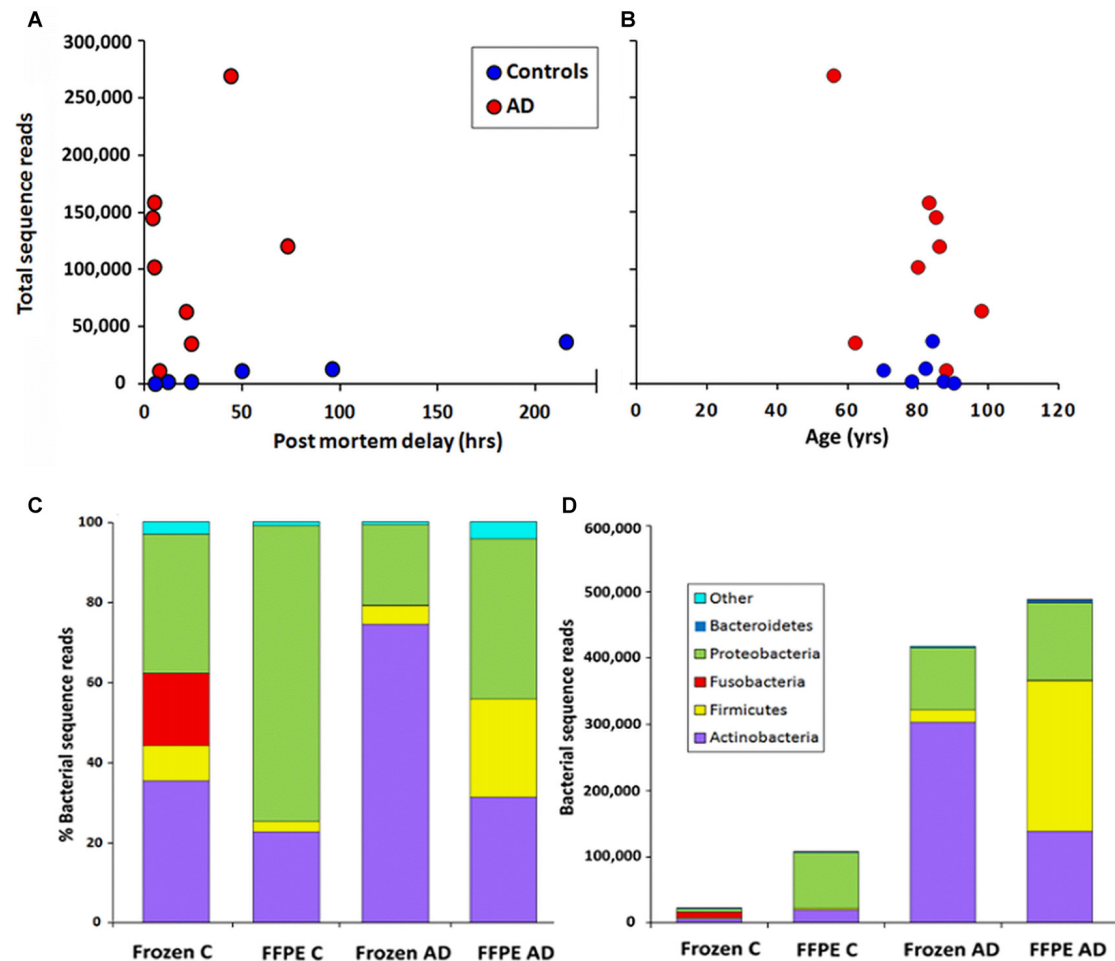 A
B
300,000
250,000
200,000
150,000
100,000
50,000
0
Total sequence reads
Controls
AD
0 50 100 150 200
Post mortem delay (hrs)
0 20 40 60 80 100 120
Age (yrs)
C
D
100
80
60
40
20
0
% Bacterial sequence reads
Frozen C FFPE C Frozen AD FFPE AD
600,000
500,000
400,000
300,000
200,000
100,000
0
Bacterial sequence reads
Other
Bacteroidetes
Proteobacteria
Fusobacteria
Firmicutes
Actinobacteria
Frozen C FFPE C Frozen AD FFPE AD